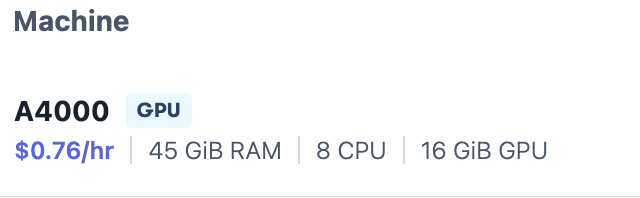 Machine
A4000 GPU
$0.76/hr | 45 GiB RAM | 8 CPU | 16 GiB GPU